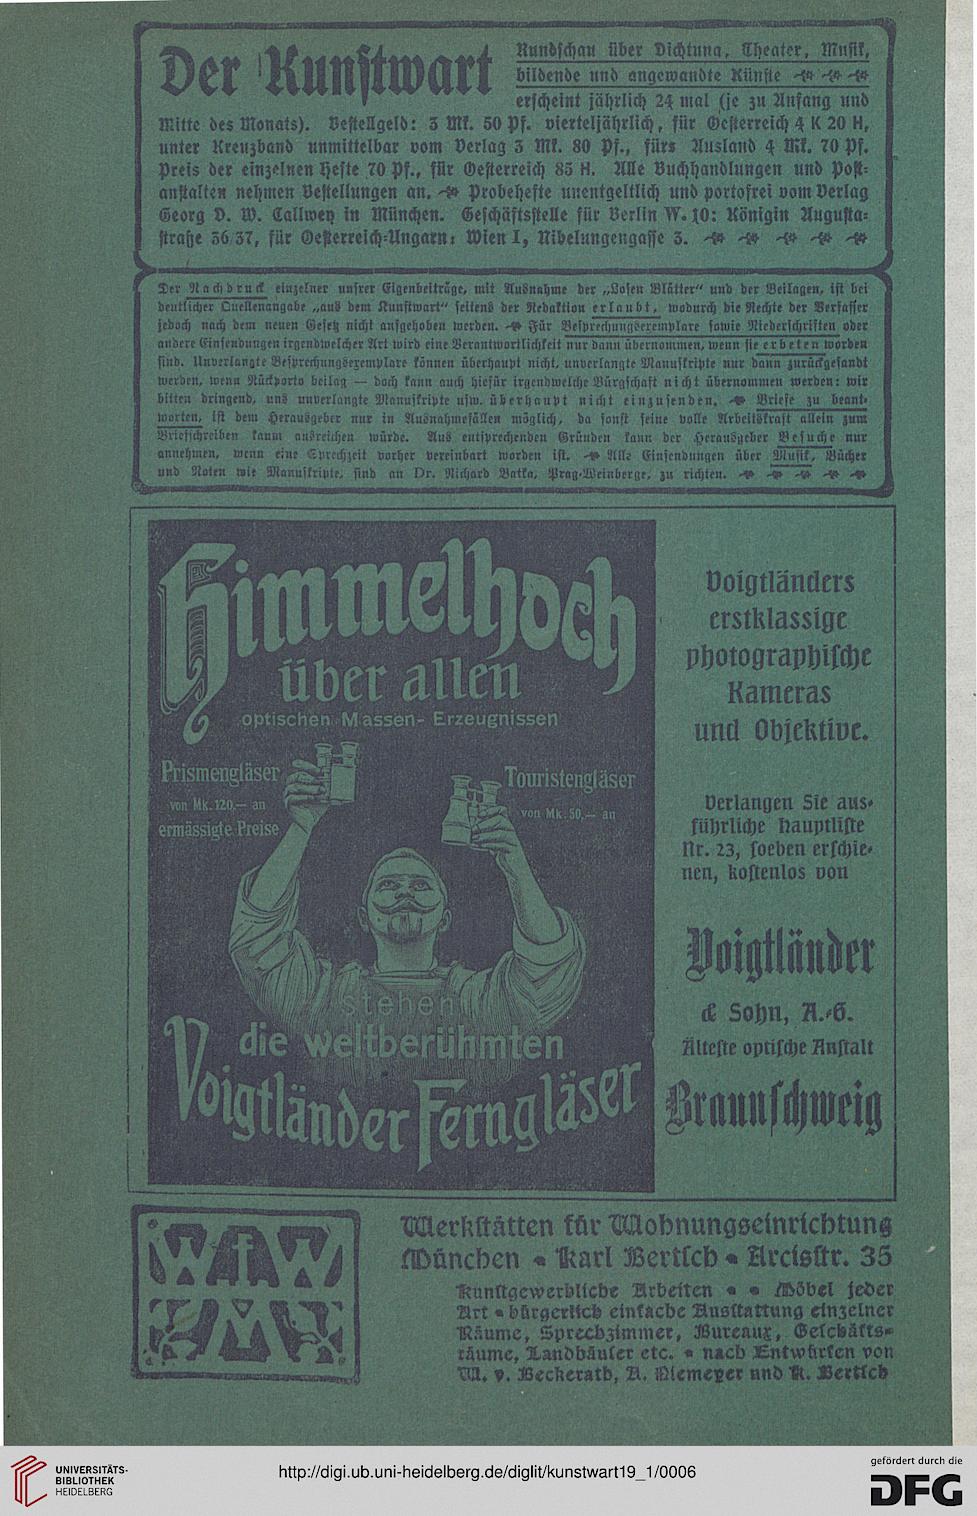 Der Kunstwart
Rundschau über Dichtung, Theater, Musik,
bildende und angewandte Künste
erscheint jährlich 24 mal (je zu Anfang und
Mitte des Monats). Bestellgeld: 3 Mk. 50 Pf. vierteljährlich, für Oesterreich 4 K 20 H,
unter Kreuzband unmittelbar vom Verlag 3 Mk. 80 Pf., fürs Ausland 4 Mk. 70 Pf.
Preis der einzelnen Hefte 70 Pf., für Oesterreich 85 H. Alle Buchhandlungen und Post-
anstalten nehmen Bestellungen an. Probehefte unentgeltlich und portofrei vom Verlag
Georg D. W. Callwey in München. Geschäftsstelle für Berlin W. 10: Königin Augusta-
straße 36/37, für Oesterreich-Ungarn: Wien I, Nibelungengasse 3.
Der Nachdruck einzelner unsrer Eigenbeiträge, mit Ausnahme der „Losen Blätter“ und der Beilagen, ist bei
deutlicher Quellenangabe „aus dem Kunstwart“ seitens der Redaktion erlaubt, wodurch die Rechte der Verfasser
jedoch nach dem neuen Gesetz nicht aufgehoben werden. Für Besprechungsexemplare sowie Niederschriften oder
andere Einsendungen irgendwelcher Art wird eine Verantwortlichkeit nur dann übernommen, wenn sie erbeten worden
sind. Unverlangte Besprechungsexemplare können überhaupt nicht, unverlangte Manuskripte nur dann zurückgesandt
werden, wenn Rückporto beilag — doch kann auch hiefür irgendwelche Bürgschaft nicht übernommen werden: wir
bitten dringend, uns unverlangte Manuskripte usw. überhaupt nicht einzusenden. Briefe zu beant-
worten, ist dem Herausgeber nur in Ausnahmefällen möglich, da sonst seine volle Arbeitskraft allein zum
Briefschreiben kaum ausreichen würde. Aus entsprechenden Gründen kann der Herausgeber Besuche nur
annehmen, wenn eine Sprechzeit vorher vereinbart worden ist. Alle Einsendungen über Musik, Bücher
und Noten wie Manuskripte, sind an Dr. Richard Batka, Prag-Weinberge, zu richten.
Himmelhoch
über allen
optischen Massen-Erzeugnissen
Prismengläser
von Mk. 120,— an
ermässigte Preise
Touristengläser
von Mk. 50,— an
stehen
die weltberühmten
Voigtländer Ferngläser
Voigtländers
erstklassige
photographische
Kameras
und Objektive.
Verlangen Sie aus-
führliche Hauptliste
Nr. 23, soeben erschie-
nen, kostenlos von
Voigtländer
& Sohn, A.-G.
Älteste optische Anstalt
Braunschweig
WfW
M
Werkstätten für Wohnungseinrichtung
München • Karl Bertsch • Arcisstr. 35
Kunstgewerbliche Arbeiten • • Möbel jeder
Art • bürgerlich einfache Ausstattung einzelner
Räume, Sprechzimmer, Bureaux, Geschäfts-
räume, Landhäuser etc. • nach Entwürfen von
W. v. Beckerath, A. Niemeyer und K. Bertsch
UNIVERSITÄTS-
BIBLIOTHEK
HEIDELBERG
http://digi.ub.uni-heidelberg.de/diglit/kunstwart19_1/0006
gefördert durch die
DFG